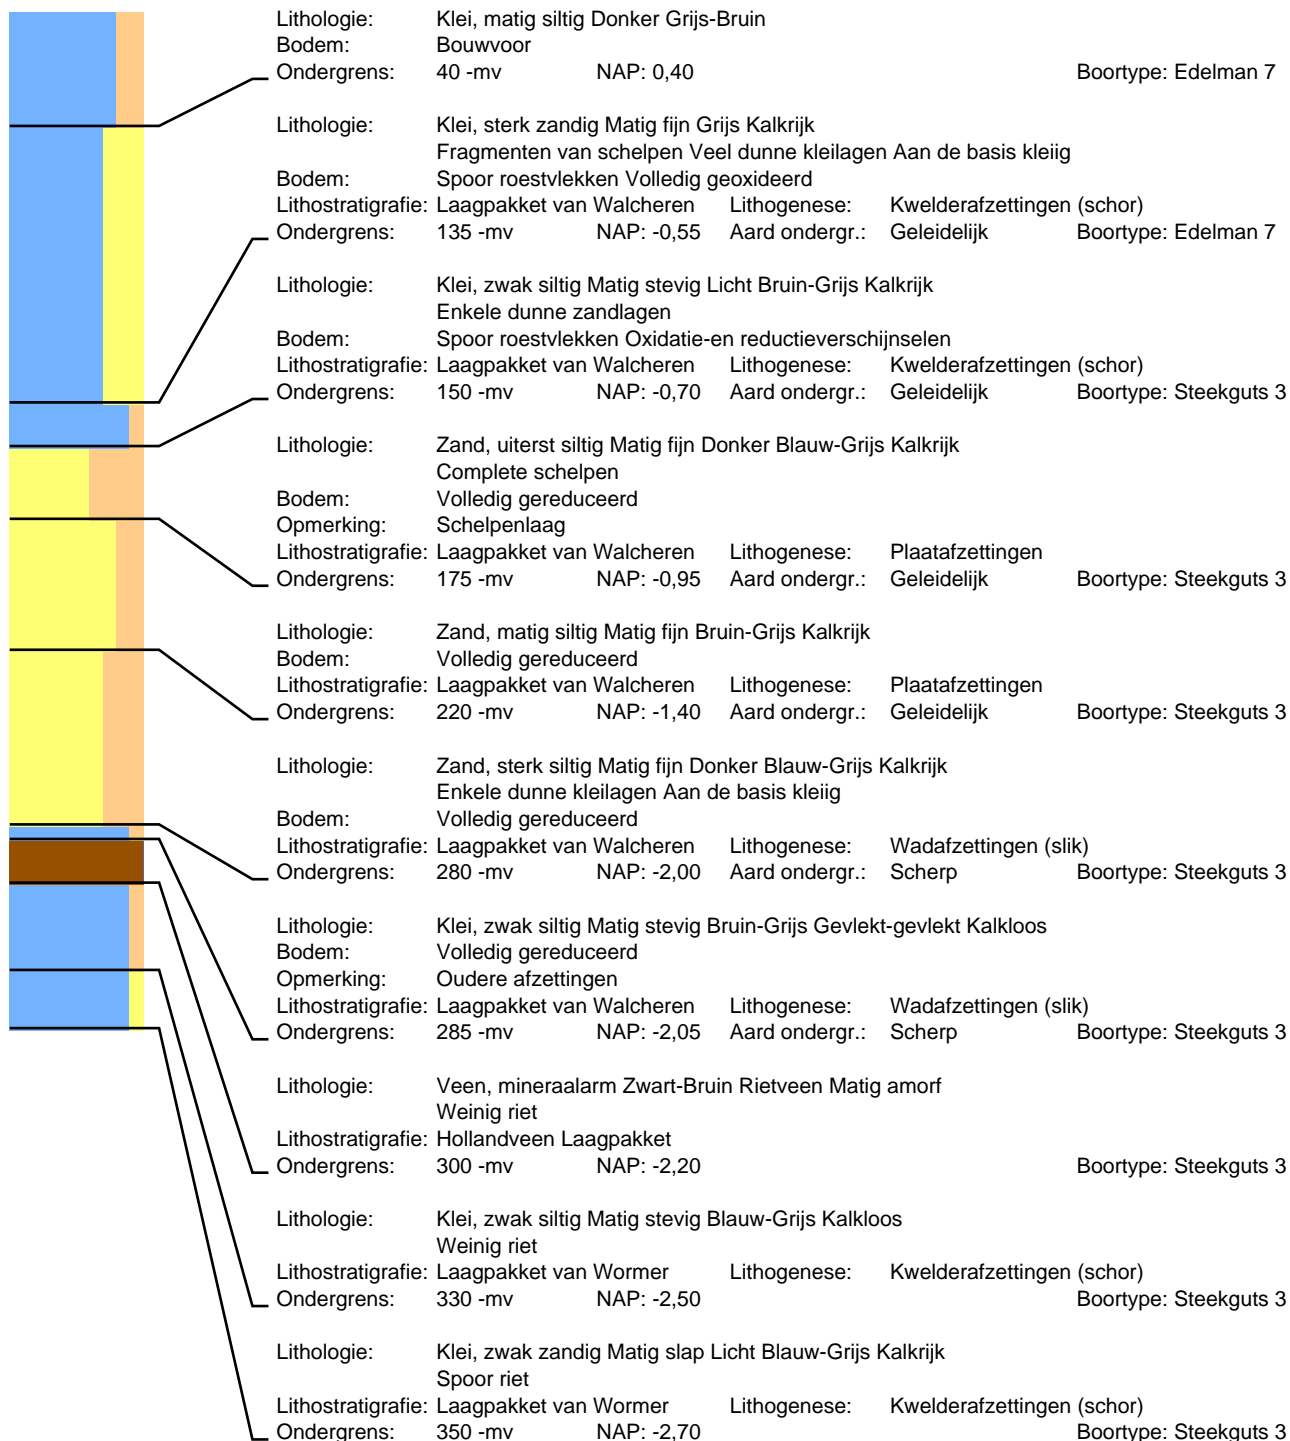 Lithologie: Klei, matig siltig Donker Grijs-Bruin
Bodem: Bouwvoor
Ondergrens: 40 -mv NAP: 0,40 Boortype: Edelman 7
Lithologie: Klei, sterk zandig Matig fijn Grijs Kalkrijk
Fragmenten van schelpen Veel dunne kleilagen Aan de basis kleiig
Bodem: Spoor roestvlekken Volledig geoxideerd
Lithostratigrafie: Laagpakket van Walcheren Lithogenese: Kwelderafzettingen (schor)
Ondergrens: 135 -mv NAP: -0,55 Aard ondergr.: Geleidelijk Boortype: Edelman 7
Lithologie: Klei, zwak siltig Matig stevig Licht Bruin-Grijs Kalkrijk
Enkele dunne zandlagen
Bodem: Spoor roestvlekken Oxidatie-en reductieverschijnselen
Lithostratigrafie: Laagpakket van Walcheren Lithogenese: Kwelderafzettingen (schor)
Ondergrens: 150 -mv NAP: -0,70 Aard ondergr.: Geleidelijk Boortype: Steekguts 3
Lithologie: Zand, uiterst siltig Matig fijn Donker Blauw-Grijs Kalkrijk
Complete schelpen
Bodem: Volledig gereduceerd
Opmerking: Schelpenlaag
Lithostratigrafie: Laagpakket van Walcheren Lithogenese: Plaatafzettingen
Ondergrens: 175 -mv NAP: -0,95 Aard ondergr.: Geleidelijk Boortype: Steekguts 3
Lithologie: Zand, matig siltig Matig fijn Bruin-Grijs Kalkrijk
Bodem: Volledig gereduceerd
Lithostratigrafie: Laagpakket van Walcheren Lithogenese: Plaatafzettingen
Ondergrens: 220 -mv NAP: -1,40 Aard ondergr.: Geleidelijk Boortype: Steekguts 3
Lithologie: Zand, sterk siltig Matig fijn Donker Blauw-Grijs Kalkrijk
Enkele dunne kleilagen Aan de basis kleiig
Bodem: Volledig gereduceerd
Lithostratigrafie: Laagpakket van Walcheren Lithogenese: Wadafzettingen (slik)
Ondergrens: 280 -mv NAP: -2,00 Aard ondergr.: Scherp Boortype: Steekguts 3
Lithologie: Klei, zwak siltig Matig stevig Bruin-Grijs Gevlekt-gevlekt Kalkloos
Bodem: Volledig gereduceerd
Opmerking: Oudere afzettingen
Lithostratigrafie: Laagpakket van Walcheren Lithogenese: Wadafzettingen (slik)
Ondergrens: 285 -mv NAP: -2,05 Aard ondergr.: Scherp Boortype: Steekguts 3
Lithologie: Veen, mineraalarm Zwart-Bruin Rietveen Matig amorf
Weinig riet
Lithostratigrafie: Hollandveen Laagpakket
Ondergrens: 300 -mv NAP: -2,20 Boortype: Steekguts 3
Lithologie: Klei, zwak siltig Matig stevig Blauw-Grijs Kalkloos
Weinig riet
Lithostratigrafie: Laagpakket van Wormer Lithogenese: Kwelderafzettingen (schor)
Ondergrens: 330 -mv NAP: -2,50 Boortype: Steekguts 3
Lithologie: Klei, zwak zandig Matig slap Licht Blauw-Grijs Kalkrijk
Spoor riet
Lithostratigrafie: Laagpakket van Wormer Lithogenese: Kwelderafzettingen (schor)
Ondergrens: 350 -mv NAP: -2,70 Boortype: Steekguts 3